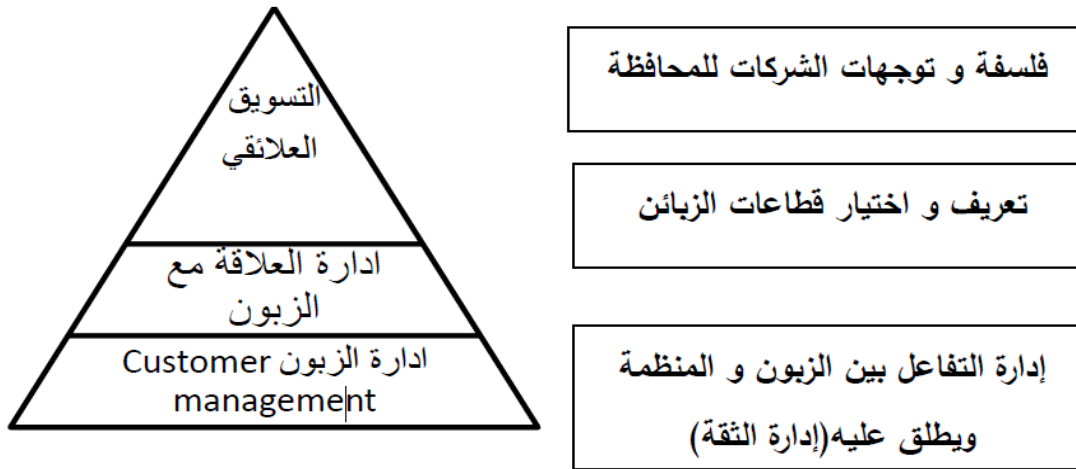 التسويق
العلائقي
ادارة العلاقة مع
الزبون
ادارة الزبون Customer
management
فلسفة و توجهات الشركات للمحافظة
تعريف و اختيار قطاعات الزبائن
إدارة التفاعل بين الزبون و المنظمة
ويطلق عليه(إدارة الثقة)